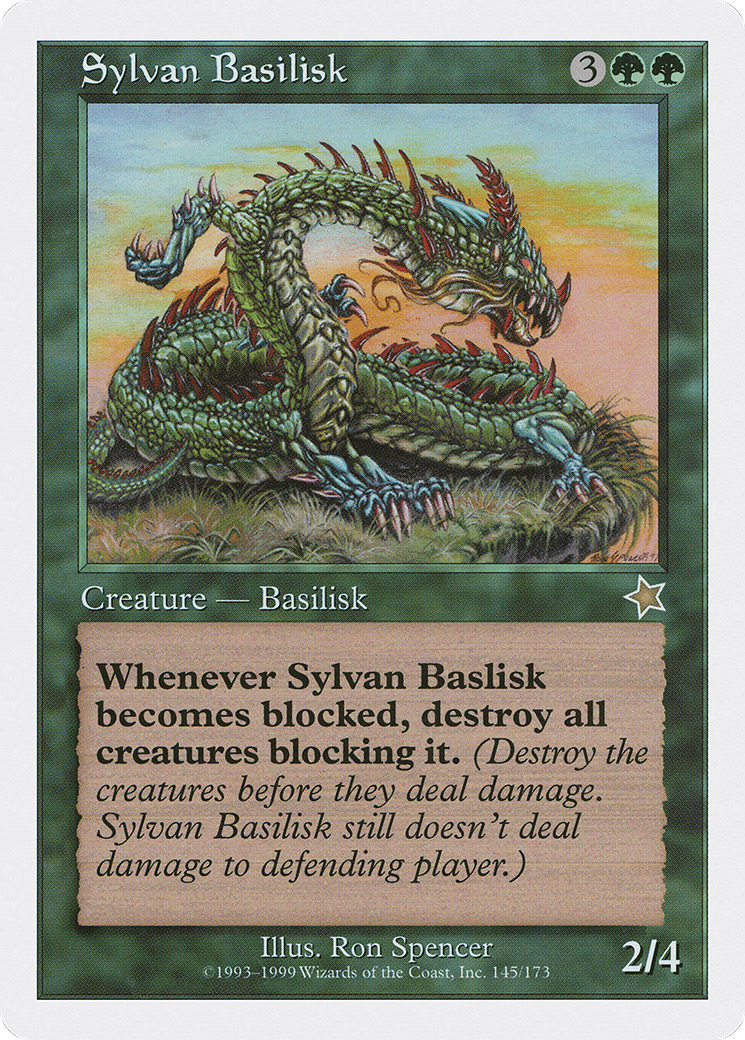 Sylvan Basilisk
3
Creature — Basilisk
Whenever Sylvan Baslisk
becomes blocked, destroy all
creatures blocking it. (Destroy the
creatures before they deal damage.
Sylvan Basilisk still doesn't deal
damage to defending player.)
Illus. Ron Spencer
©1993–1999 Wizards of the Coast, Inc. 145/173
2/4